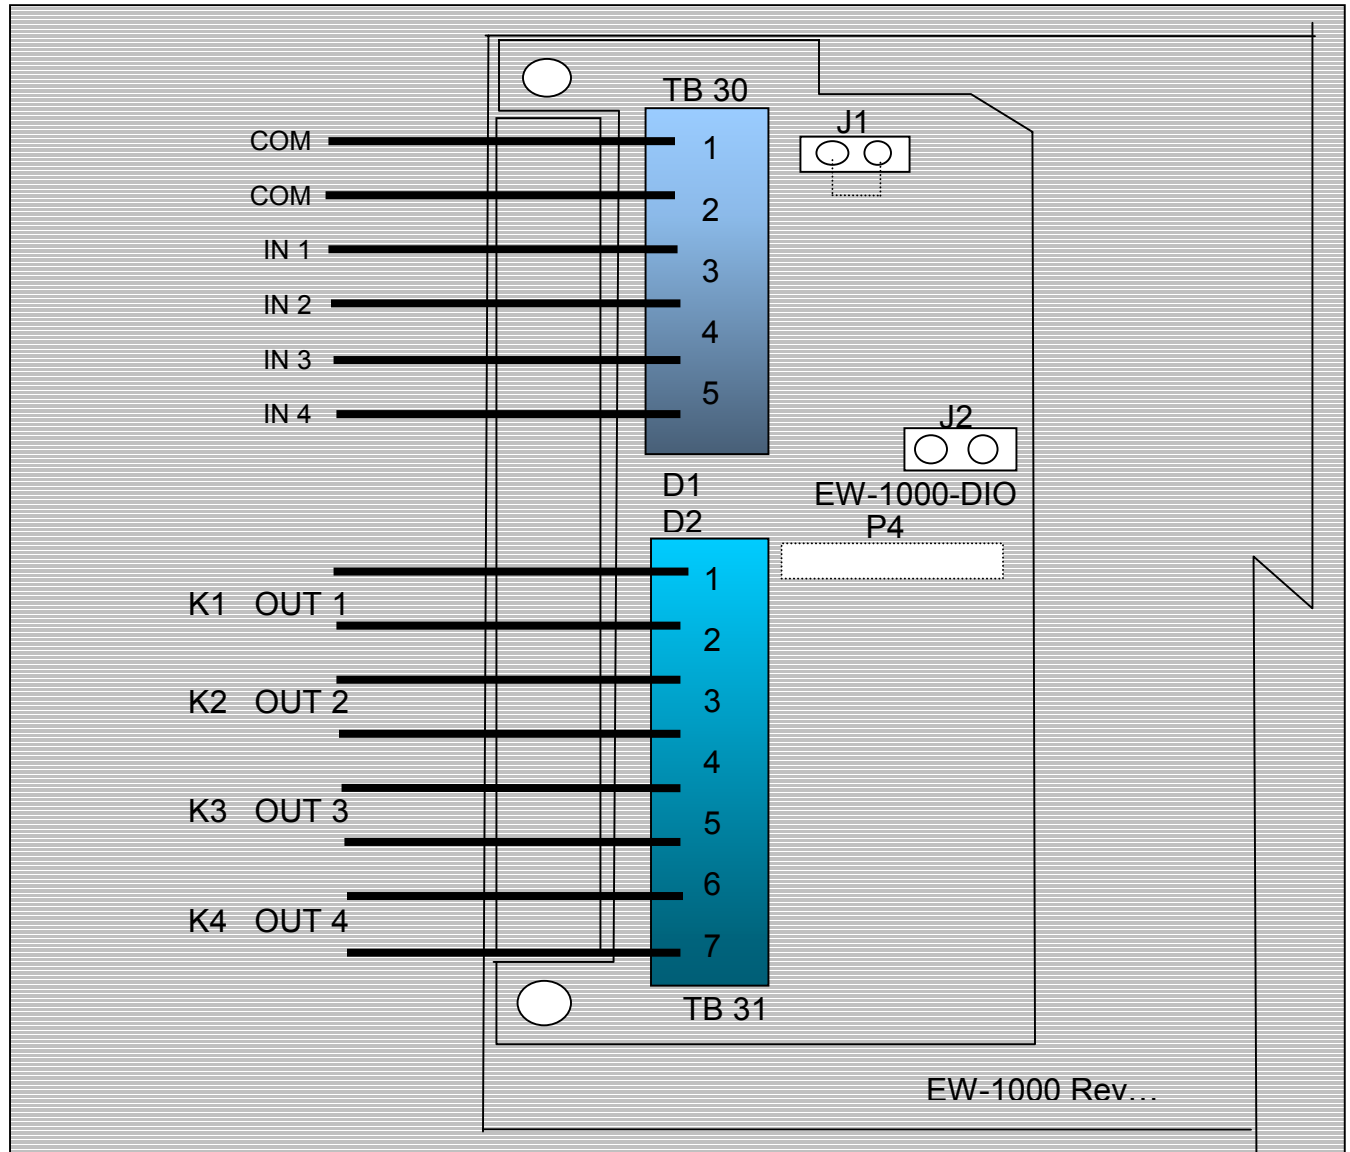 TB 30
J1
COM
1
COM
2
IN 1
3
IN 2
4
IN 3
5
IN 4
J2
D1
EW-1000-DIO
D2
P4
1
K1 OUT 1
2
K2 OUT 2
3
4
K3 OUT 3
5
6
K4 OUT 4
7
TB 31
EW-1000 Rev…